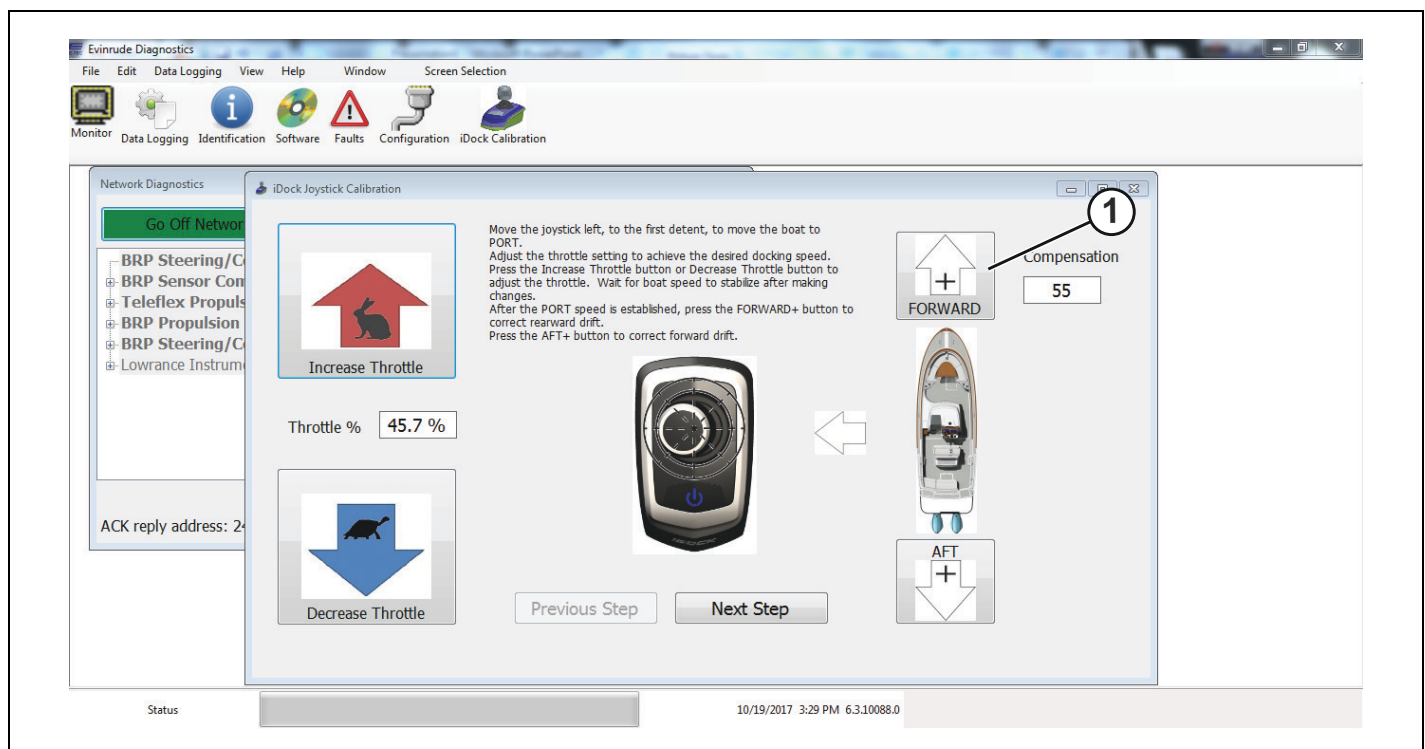 Evinrude Diagnostics
File Edit Data Logging View Help Window Screen Selection
Monitor Data Logging Identification Software Faults Configuration iDock Calibration
Network Diagnostics
iDock Joystick Calibration
1
Go Off Networ
BRP Steering/C
BRP Sensor Com
Teleflex Propuls
BRP Propulsion
BRP Steering/C
Lowrance Instrum
ACK reply address: 24
Increase Throttle
Throttle % 45.7 %
Decrease Throttle
Move the joystick left, to the first detent, to move the boat to
PORT.
Adjust the throttle setting to achieve the desired docking speed.
Press the Increase Throttle button or Decrease Throttle button to
adjust the throttle. Wait for boat speed to stabilize after making
changes.
After the PORT speed is established, press the FORWARD+ button to
correct rearward drift.
Press the AFT+ button to correct forward drift.
iDOCK
Previous Step Next Step
+
FORWARD
Compensation
55
AFT
+
Status 10/19/2017 3:29 PM 6.3.10088.0